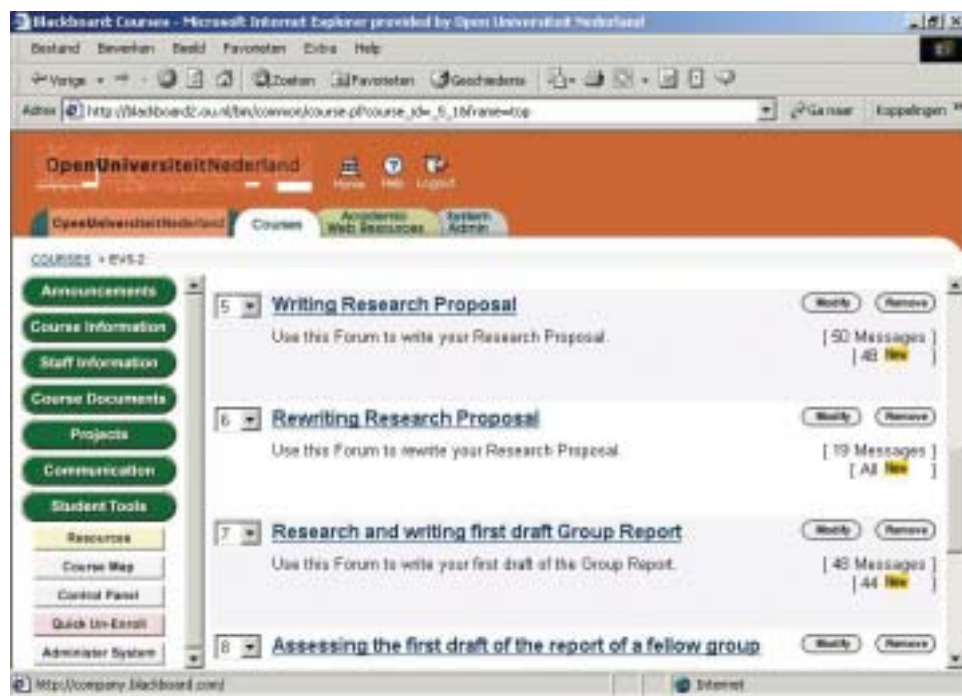 Blackboard Courses - Microsoft Internet Explorer provided by Open Universiteit Nederland
Bestand Bewerken Beeld Favorieten Extra Help
Vorige Zoeken Favorieten Geschiedenis
Adres http://blackboard2.ou.nl/bin/common/course.pl?course_id=_5_1&frame=top Ga naar Koppelingen
OpenUniversiteitNederland
Home Help Logout
OpenUniversiteitNederland Courses Academic Web Resources System Admin
COURSES > EVS-2
Announcements
Course Information
Staff Information
Course Documents
Projects
Communication
Student Tools
Resources
Course Map
Control Panel
Quick Un-Enroll
Administer System
5 Writing Research Proposal Modify Remove
Use this Forum to write your Research Proposal. [ 50 Messages ]
[ 48 New ]
6 Rewriting Research Proposal Modify Remove
Use this Forum to rewrite your Research Proposal. [ 19 Messages ]
[ All New ]
7 Research and writing first draft Group Report Modify Remove
Use this Forum to write your first draft of the Group Report. [ 48 Messages ]
[ 44 New ]
8 Assessing the first draft of the report of a fellow group Modify Remove
http://company.blackboard.com/ Internet